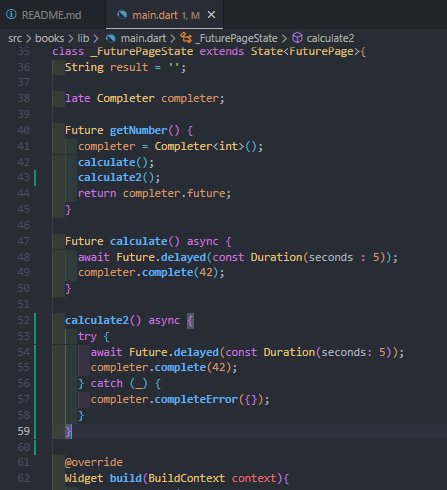 README.md
main.dart 1, M
src > books > lib > main.dart > _FuturePageState > calculate2
35 class _FuturePageState extends State<FuturePage>{
36 String result = '';
37
38 late Completer completer;
39
40 Future getNumber() {
41 completer = Completer<int>();
42 calculate();
43 calculate2();
44 return completer.future;
45 }
46
47 Future calculate() async {
48 await Future.delayed(const Duration(seconds : 5));
49 completer.complete(42);
50 }
51
52 calculate2() async {
53 try {
54 await Future.delayed(const Duration(seconds: 5));
55 completer.complete(42);
56 } catch (_) {
57 completer.completeError({});
58 }
59 }
60
61 @override
62 Widget build(BuildContext context){